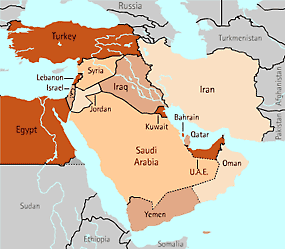 Russia
Turkey
Turkmenistan
Lebanon
Syria
Israel
Iraq
Iran
Afghanistan
Pakistan
Jordan
Kuwait
Bahrain
Egypt
Qatar
Saudi
Arabia
Oman
U.A.E.
Sudan
Yemen
Ethiopia
Somalia